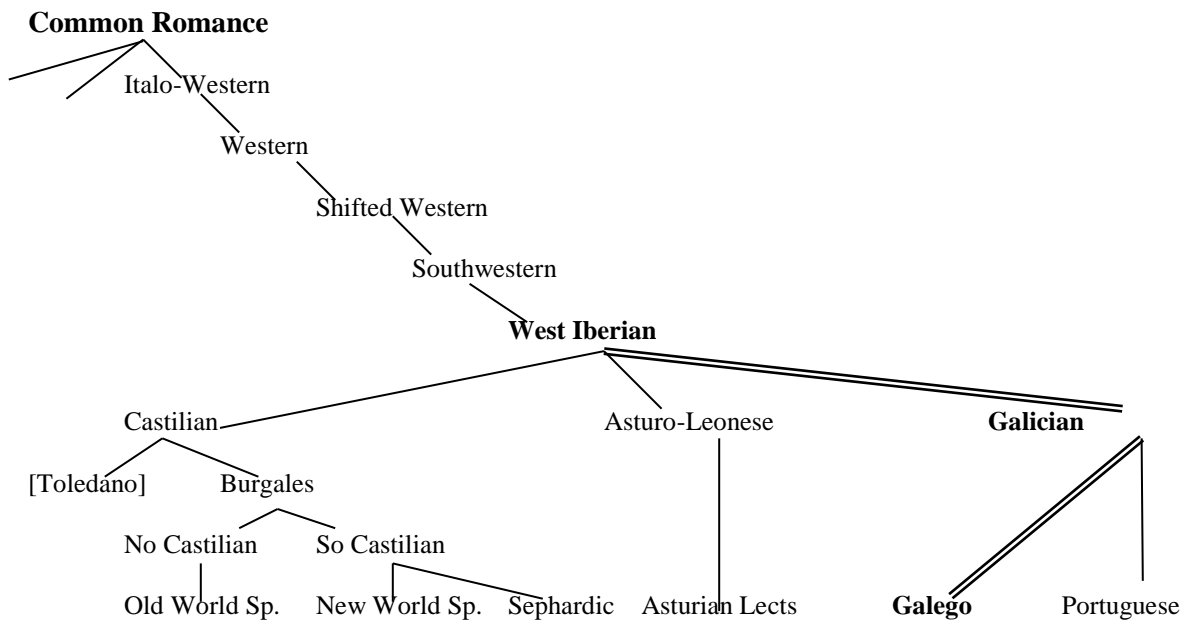 Common Romance
Italo-Western
Western
Shifted Western
Southwestern
West Iberian
Castilian Asturo-Leonese Galician
[Toledano] Burgales
No Castilian So Castilian
Old World Sp. New World Sp. Sephardic Asturian Lects Galego Portuguese